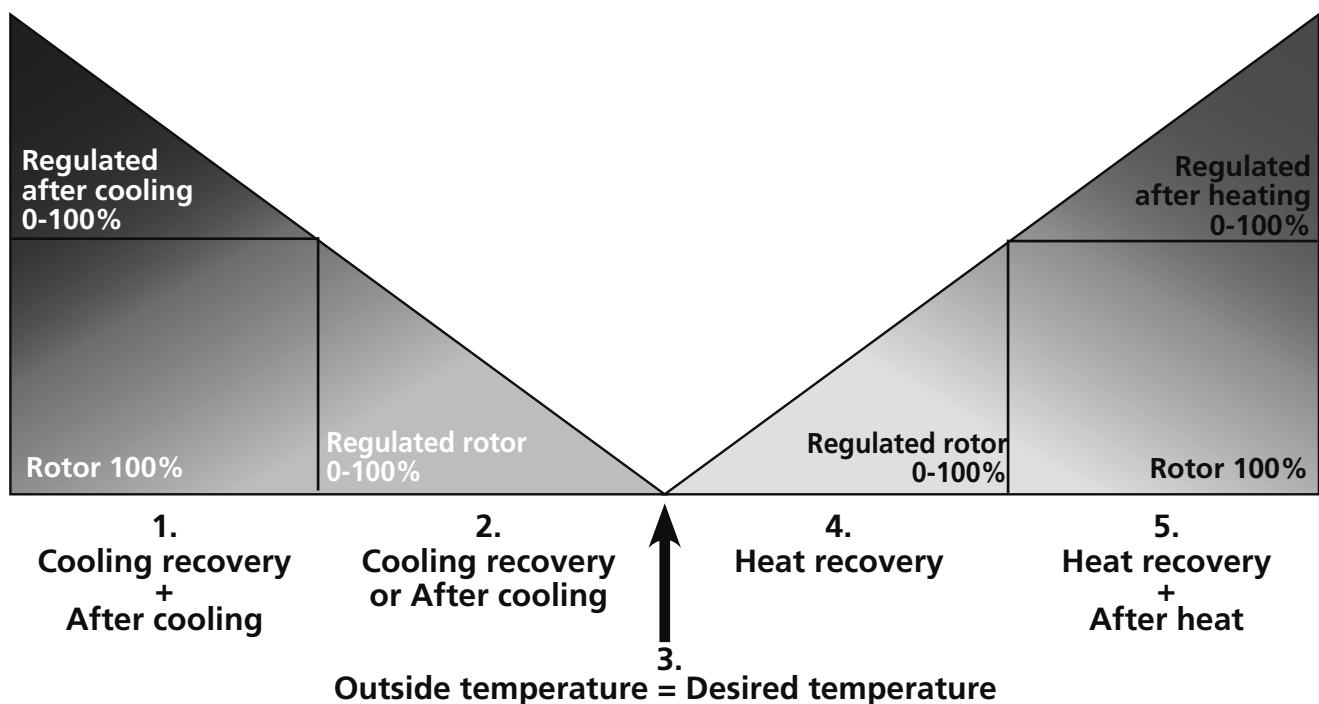 Regulated
after cooling
0-100%
Regulated
after heating
0-100%
Rotor 100%
Regulated rotor
0-100%
Regulated rotor
0-100%
Rotor 100%
1.
Cooling recovery
+
After cooling
2.
Cooling recovery
or After cooling
4.
Heat recovery
5.
Heat recovery
+
After heat
3.
Outside temperature = Desired temperature